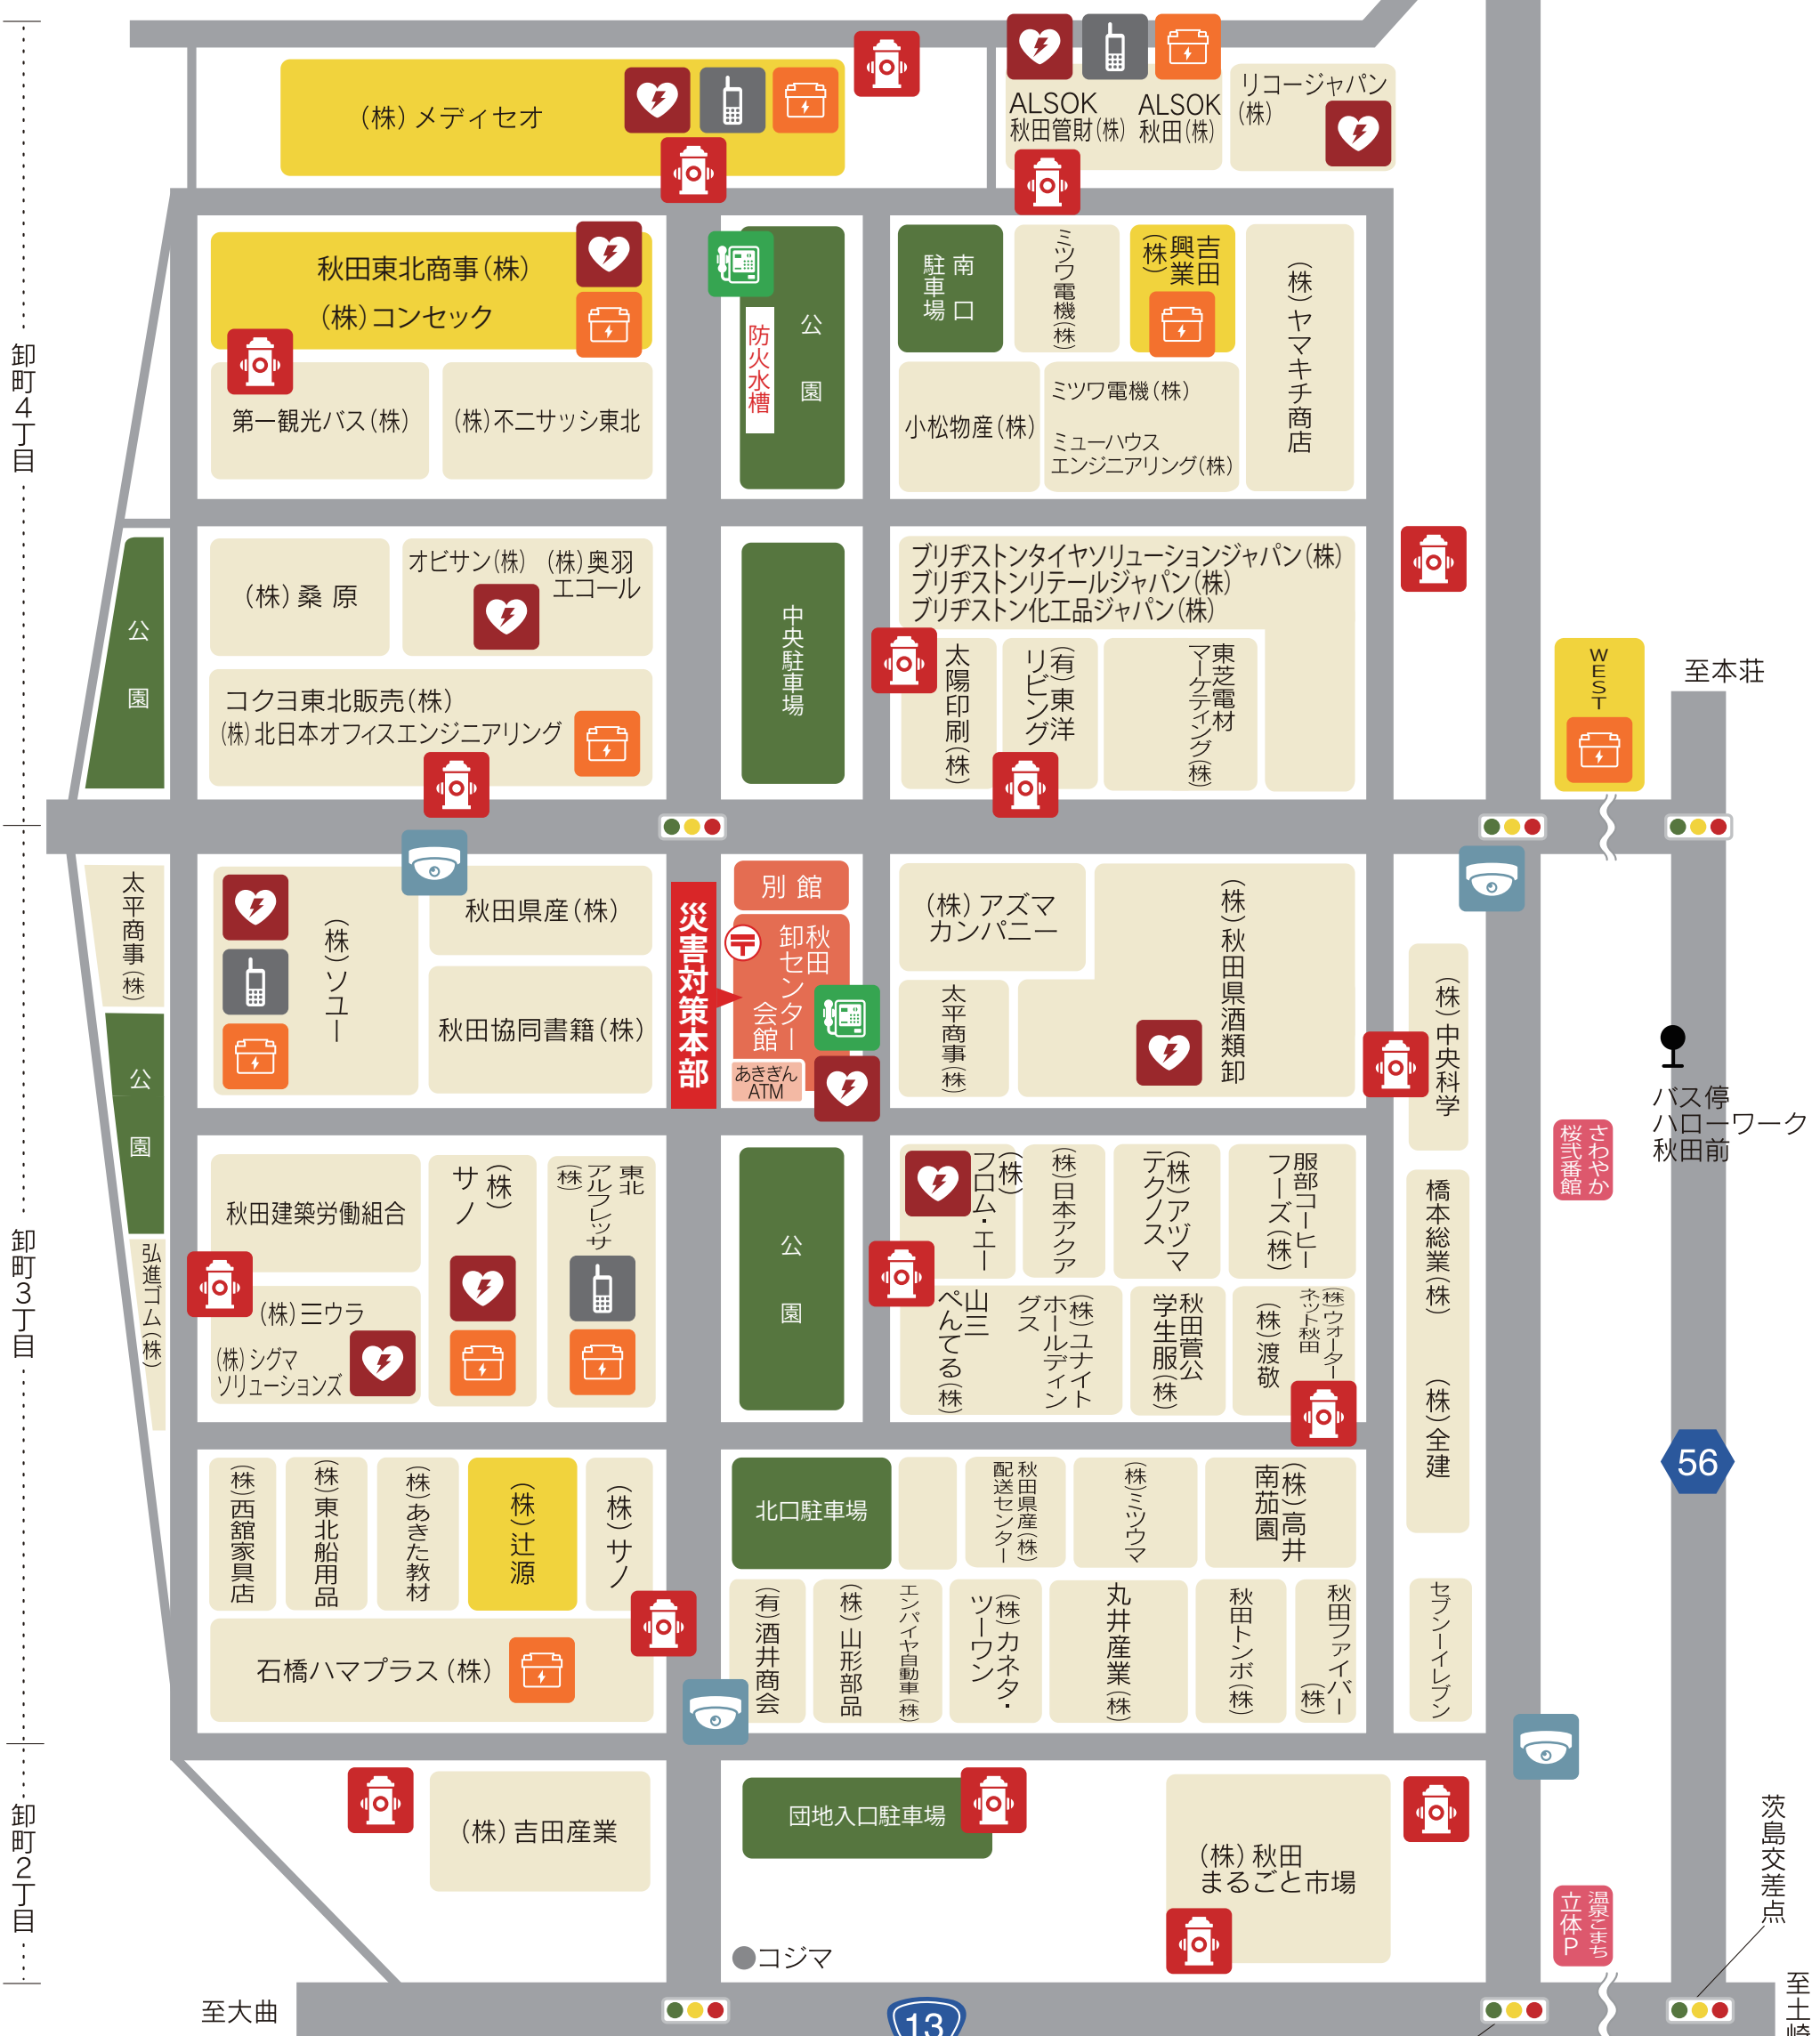 (株)メディセオ
ALSOK
秋田管財(株)
ALSOK
秋田(株)
リコージャパン
(株)
秋田東北商事(株)
(株)コンセック
第一観光バス(株)
(株)不二サッシ東北
防火水槽
公園
南口
駐車場
ミツワ電機(株)
吉田
興業
(株)
(株)ヤマキチ商店
小松物産(株)
ミツワ電機(株)
ミューハウス
エンジニアリング(株)
卸町4丁目
公園
(株)桑原
オビサン(株)
(株)奥羽
エコール
コクヨ東北販売(株)
(株)北日本オフィスエンジニアリング
中央駐車場
ブリヂストンタイヤソリューションジャパン(株)
ブリヂストンリテールジャパン(株)
ブリヂストン化工品ジャパン(株)
太陽印刷(株)
(有)東洋
リビング
東芝電材
マーケティング(株)
WEST
至本荘
太平商事(株)
公園
(株)ソユー
秋田県産(株)
秋田協同書籍(株)
災害対策本部
別館
秋田
卸センター
会館
あきぎん
ATM
(株)アズマ
カンパニー
太平商事(株)
(株)秋田県酒類卸
(株)中央科学
バス停
ハローワーク
秋田前
さわやか
桜弐番館
卸町3丁目
弘進ゴム(株)
秋田建築労働組合
(株)
サノ
東北
アルフレッサ
(株)
(株)三ウラ
(株)シグマ
ソリューションズ
公園
(株)
フロム・エー
(株)日本アクア
(株)アヅマ
テクノス
服部コーヒー
フーズ(株)
山三
ぺんてる(株)
(株)ユナイト
ホールディン
グス
秋田菅公
学生服(株)
(株)渡敬
(株)ウオーター
ネット秋田
橋本総業(株)
(株)全建
56
(株)西舘家具店
(株)東北船用品
(株)あきた教材
(株)辻源
(株)サノ
石橋ハマプラス(株)
北口駐車場
秋田県産(株)
配送センター
(株)ミツウマ
(株)高井
南茄園
(有)酒井商会
(株)山形部品
エンパイヤ自動車(株)
(株)カネタ・
ツーワン
丸井産業(株)
秋田トンボ(株)
秋田ファイバー
(株)
セブンーイレブン
卸町2丁目
(株)吉田産業
団地入口駐車場
(株)秋田
まるごと市場
コジマ
温泉こまち
立体P
茨島交差点
至大曲
13
至土崎